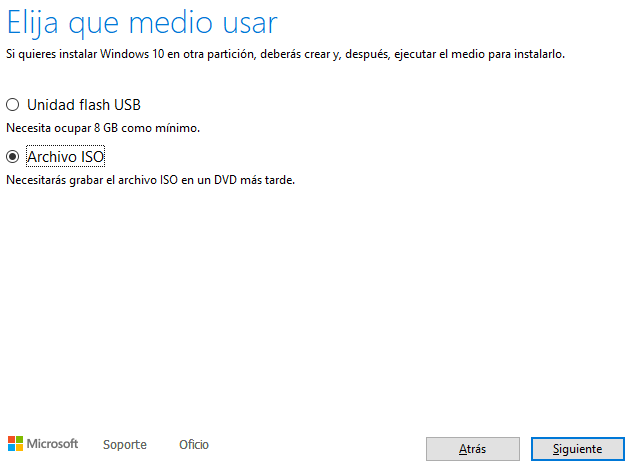 Elija que medio usar
Si quieres instalar Windows 10 en otra partición, deberás crear y, después, ejecutar el medio para instalarlo.
Unidad flash USB
Necesita ocupar 8 GB como mínimo.
Archivo ISO
Necesitarás grabar el archivo ISO en un DVD más tarde.
Microsoft Soporte Oficio Atrás Siguiente